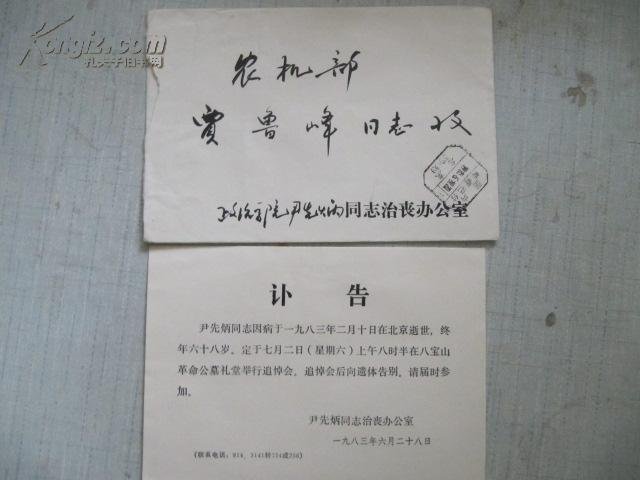 Kongfz.com
孔夫子旧书网
农机部
贾鲁峰同志收
政治学院尹先炳同志治丧办公室
讣告
尹先炳同志因病于一九八三年二月十日在北京逝世，终
年六十八岁。定于七月二日（星期六）上午八时半在八宝山
革命公墓礼堂举行追悼会，追悼会后向遗体告别。请届时参
加。
尹先炳同志治丧办公室
一九八三年六月二十八日